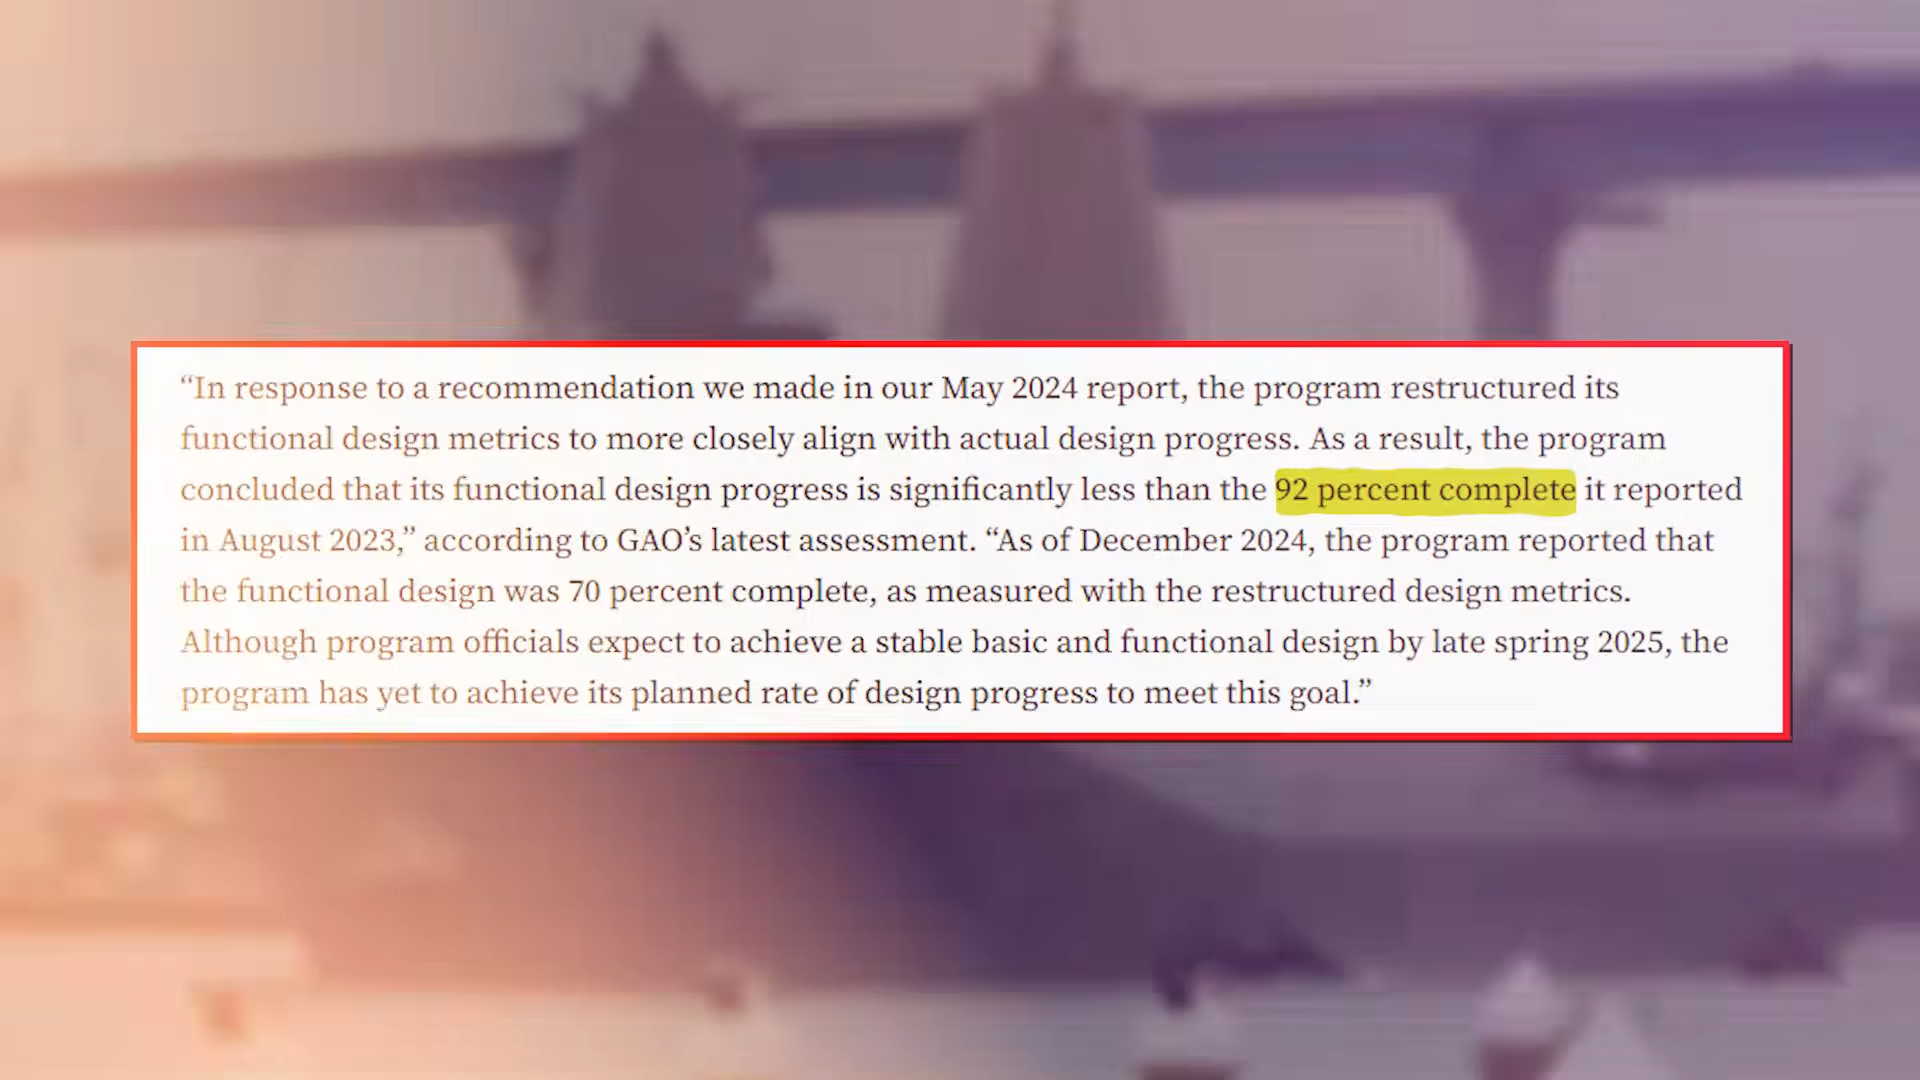 “In response to a recommendation we made in our May 2024 report, the program restructured its
functional design metrics to more closely align with actual design progress. As a result, the program
concluded that its functional design progress is significantly less than the 92 percent complete it reported
in August 2023,” according to GAO’s latest assessment. “As of December 2024, the program reported that
the functional design was 70 percent complete, as measured with the restructured design metrics.
Although program officials expect to achieve a stable basic and functional design by late spring 2025, the
program has yet to achieve its planned rate of design progress to meet this goal.”